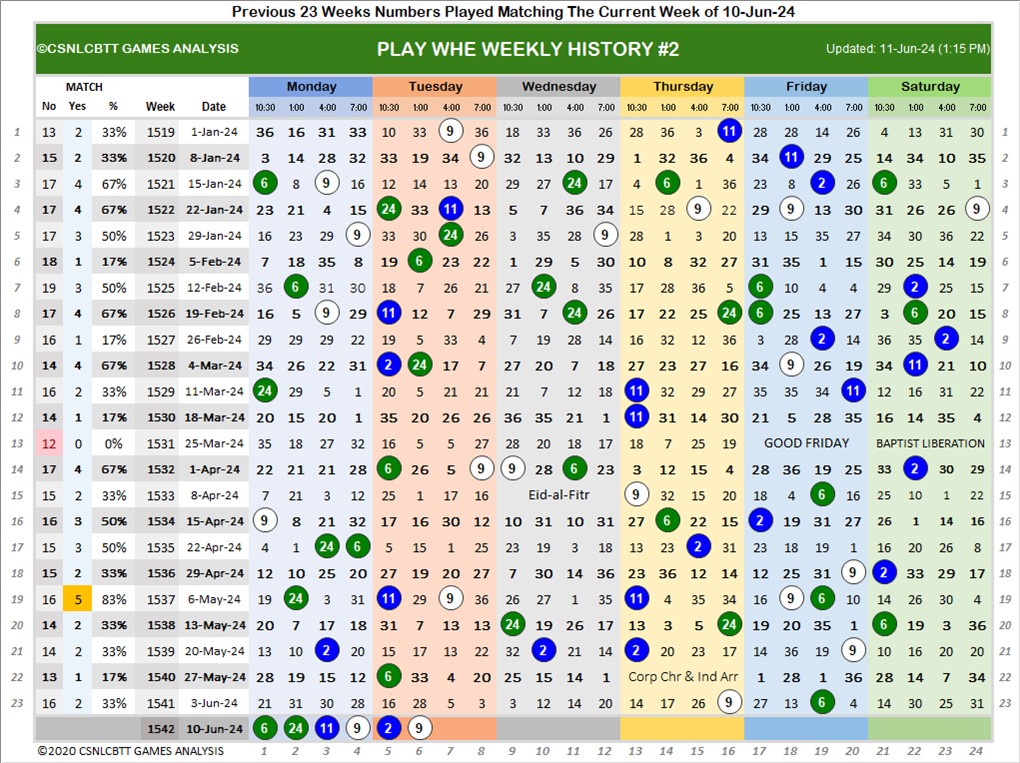 Previous 23 Weeks Numbers Played Matching The Current Week of 10-Jun-24
©CSNLCBTT GAMES ANALYSIS PLAY WHE WEEKLY HISTORY #2 Updated: 11-Jun-24 (1:15 PM)
MATCH Monday Tuesday Wednesday Thursday Friday Saturday
No Yes % Week Date 10:30 1:00 4:00 7:00 10:30 1:00 4:00 7:00 10:30 1:00 4:00 7:00 10:30 1:00 4:00 7:00 10:30 1:00 4:00 7:00 10:30 1:00 4:00 7:00
1 13 2 33% 1519 1-Jan-24 36 16 31 33 10 33 9 36 18 33 36 26 28 36 3 11 28 28 14 26 4 13 31 30 1
2 15 2 33% 1520 8-Jan-24 3 14 28 32 33 19 34 9 32 13 10 29 1 32 36 4 34 11 29 25 14 34 10 35 2
3 17 4 67% 1521 15-Jan-24 6 8 9 16 12 14 13 20 29 27 24 17 4 6 1 36 23 8 2 26 6 33 5 1 3
4 17 4 67% 1522 22-Jan-24 23 21 4 15 24 33 11 13 5 7 36 34 15 28 9 22 29 9 13 30 31 26 26 9 4
5 17 3 50% 1523 29-Jan-24 16 23 29 9 33 30 24 26 3 35 28 9 28 1 3 20 13 15 35 27 34 30 36 22 5
6 18 1 17% 1524 5-Feb-24 7 18 35 8 19 6 23 22 1 29 5 30 10 8 32 27 31 35 1 15 30 25 14 19 6
7 19 3 50% 1525 12-Feb-24 36 6 31 30 18 7 26 21 27 24 8 35 17 28 36 5 6 10 4 4 29 2 25 15 7
8 17 4 67% 1526 19-Feb-24 16 5 9 29 11 12 7 29 31 7 24 26 17 22 25 24 6 25 13 27 3 6 20 15 8
9 16 1 17% 1527 26-Feb-24 29 29 29 22 19 5 33 4 7 19 28 14 16 32 12 36 3 28 2 14 36 35 2 14 9
10 14 4 67% 1528 4-Mar-24 34 26 22 31 2 24 17 7 27 20 7 18 27 23 27 16 34 9 26 19 34 11 21 10 10
11 16 2 33% 1529 11-Mar-24 24 29 5 1 20 5 21 21 21 7 12 18 11 32 29 27 35 35 34 11 12 16 31 22 11
12 14 1 17% 1530 18-Mar-24 20 15 20 1 35 20 26 26 36 35 21 1 11 31 14 30 21 5 28 35 16 14 35 4 12
13 12 0 0% 1531 25-Mar-24 35 18 27 32 16 5 5 27 28 20 18 17 18 7 25 19 GOOD FRIDAY BAPTIST LIBERATION 13
14 17 4 67% 1532 1-Apr-24 22 21 21 28 6 26 5 9 9 28 6 23 3 12 15 4 28 36 19 25 33 2 30 29 14
15 15 2 33% 1533 8-Apr-24 7 21 3 12 25 1 17 16 Eid-al-Fitr 9 32 15 20 18 4 6 16 25 10 1 22 15
16 16 3 50% 1534 15-Apr-24 9 8 21 32 17 16 30 12 10 31 10 31 27 6 22 15 2 19 31 27 26 1 14 16 16
17 15 3 50% 1535 22-Apr-24 4 1 24 6 5 15 1 25 23 19 3 18 13 23 2 31 23 18 19 1 16 20 26 8 17
18 15 2 33% 1536 29-Apr-24 12 10 25 20 27 19 20 27 7 30 14 36 23 36 12 14 12 25 31 9 2 33 29 17 18
19 16 5 83% 1537 6-May-24 19 24 3 31 11 29 9 36 26 27 1 35 11 4 35 34 16 9 6 10 14 26 30 4 19
20 14 2 33% 1538 13-May-24 20 7 17 18 31 7 13 13 24 19 26 17 13 3 5 24 19 20 35 1 6 19 3 36 20
21 14 2 33% 1539 20-May-24 13 10 2 20 15 17 13 22 32 2 21 14 2 20 23 17 14 36 19 9 10 16 20 20 21
22 13 1 17% 1540 27-May-24 28 19 15 12 6 33 4 20 25 15 14 1 Corp Chr & Ind Arr 1 28 1 36 28 14 7 34 22
23 16 2 33% 1541 3-Jun-24 21 31 30 28 16 28 5 3 3 12 14 20 14 17 26 9 27 13 6 4 14 30 25 31 23
1542 10-Jun-24 6 24 11 9 2 9
©2020 CSNLCBTT GAMES ANALYSIS 1 2 3 4 5 6 7 8 9 10 11 12 13 14 15 16 17 18 19 20 21 22 23 24